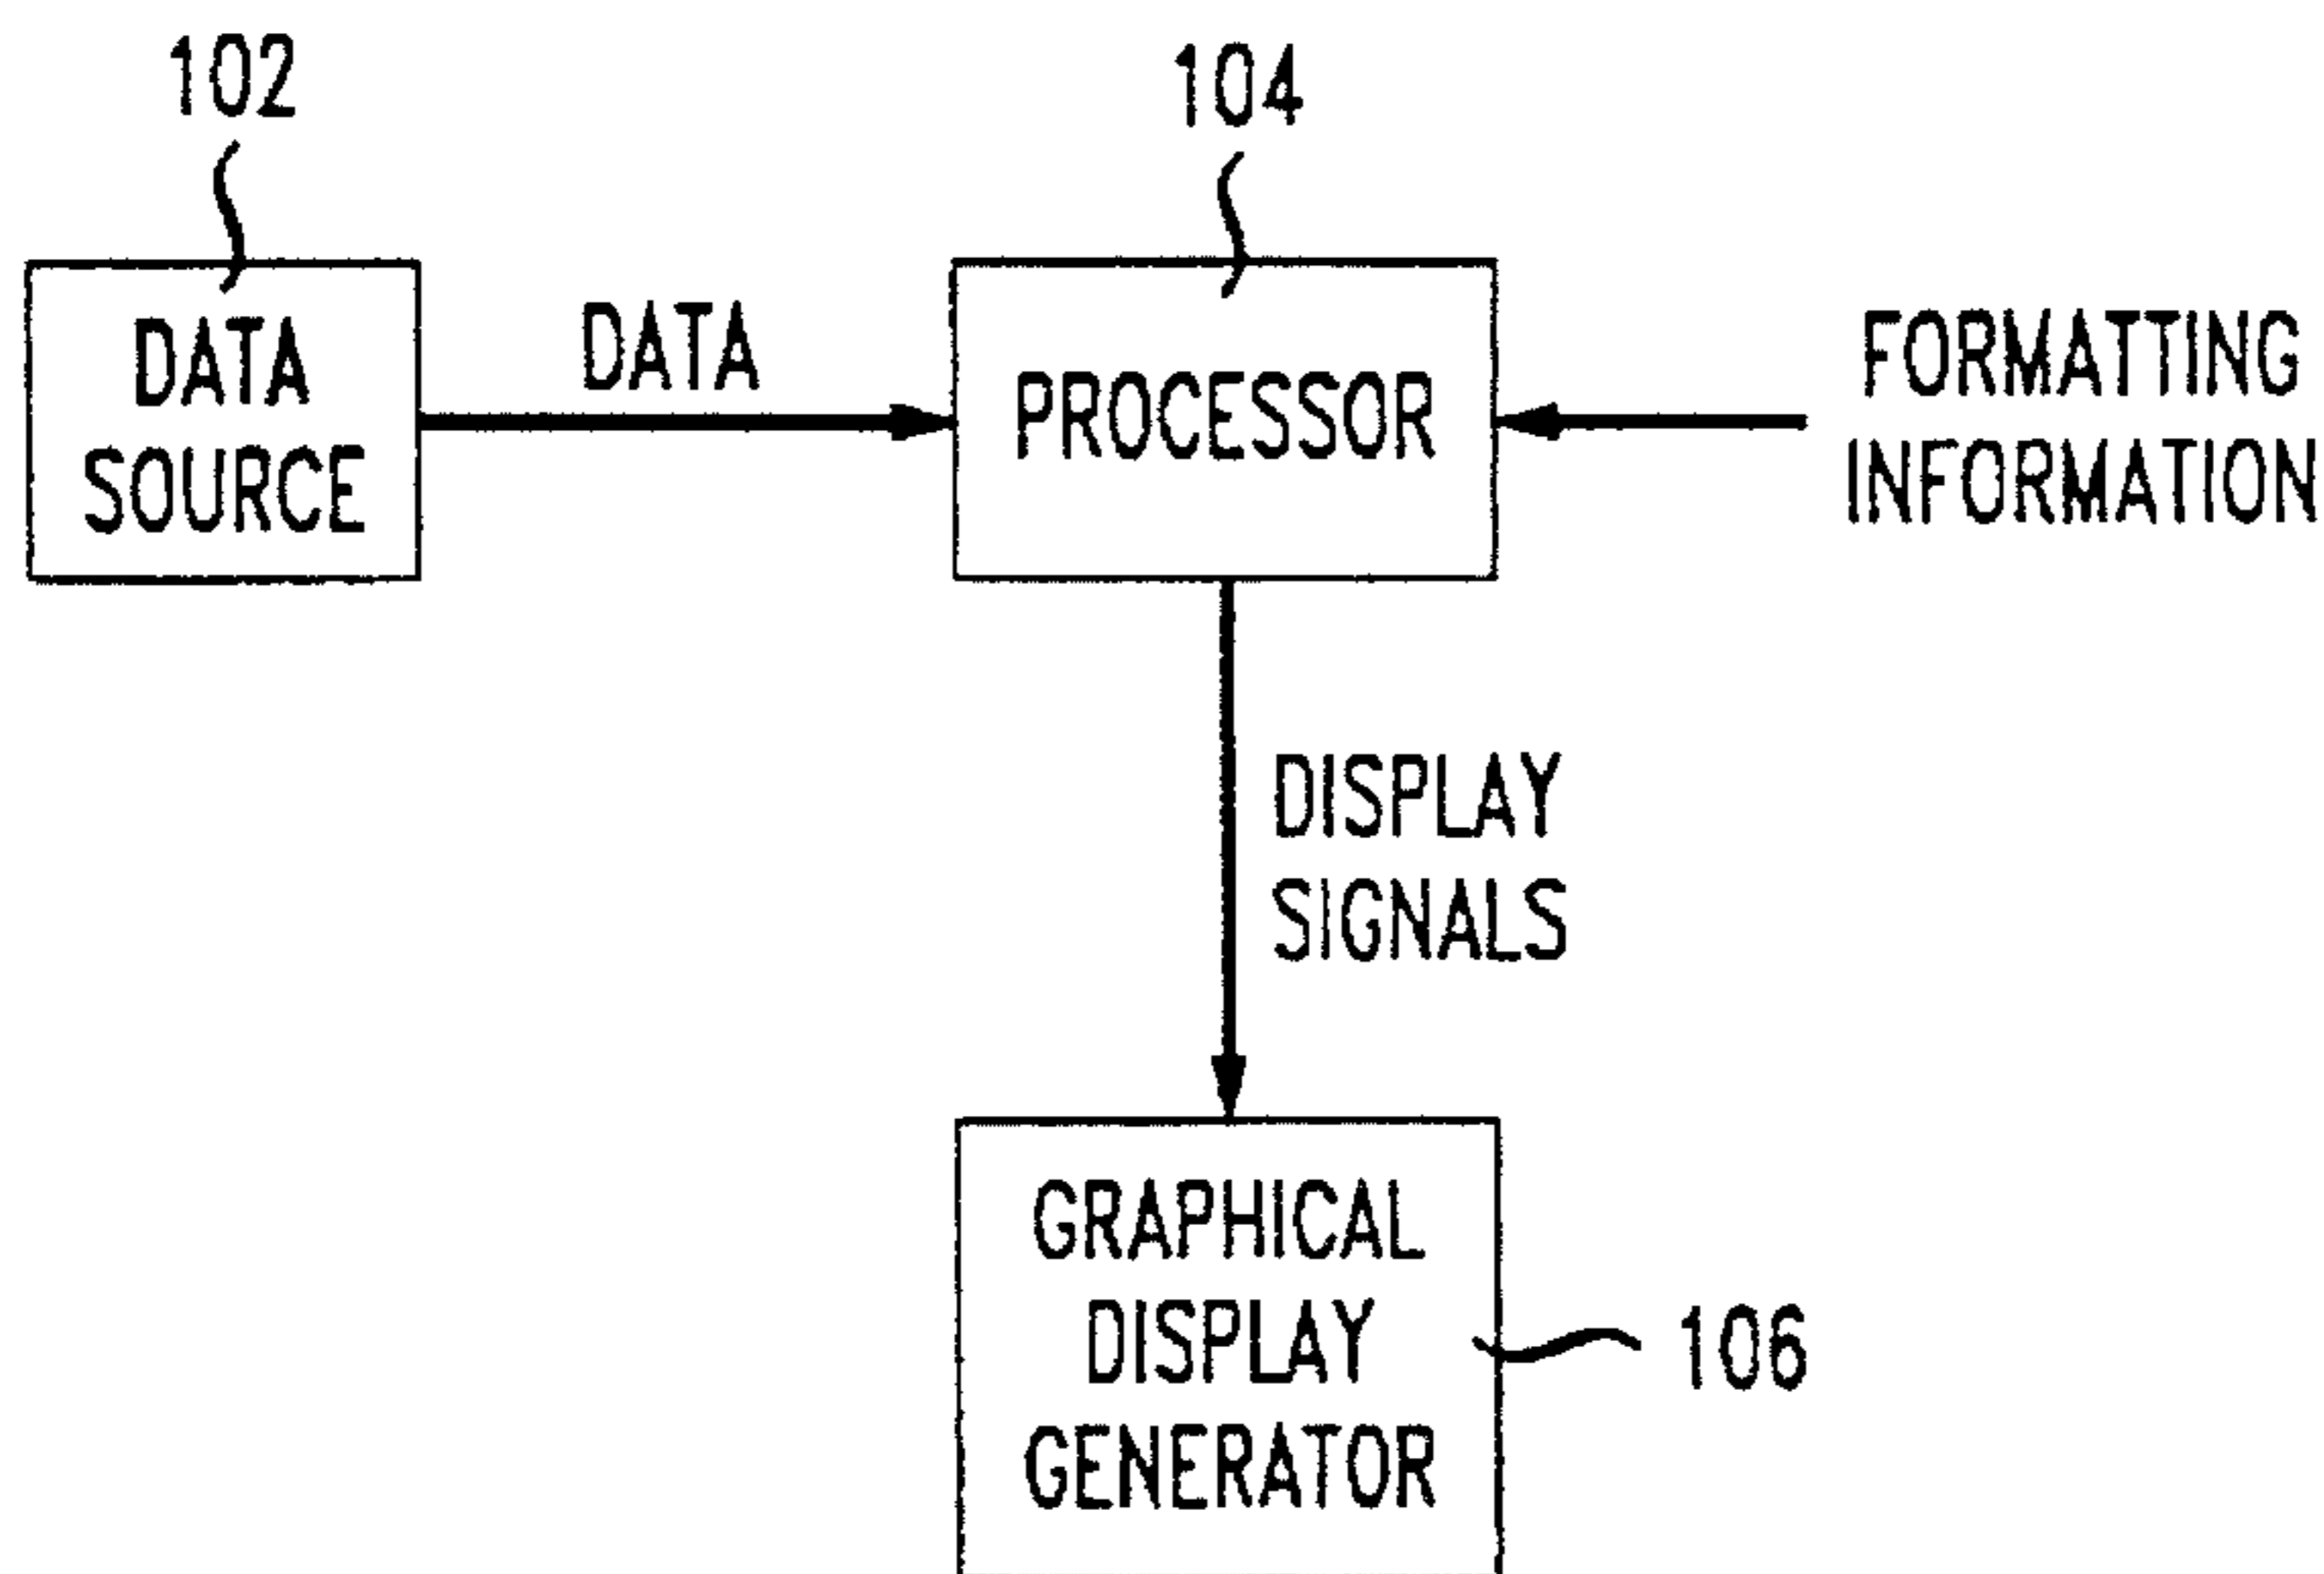 102
104
DATA
SOURCE
DATA
PROCESSOR
FORMATTING
INFORMATION
DISPLAY
SIGNALS
GRAPHICAL
DISPLAY
GENERATOR
106